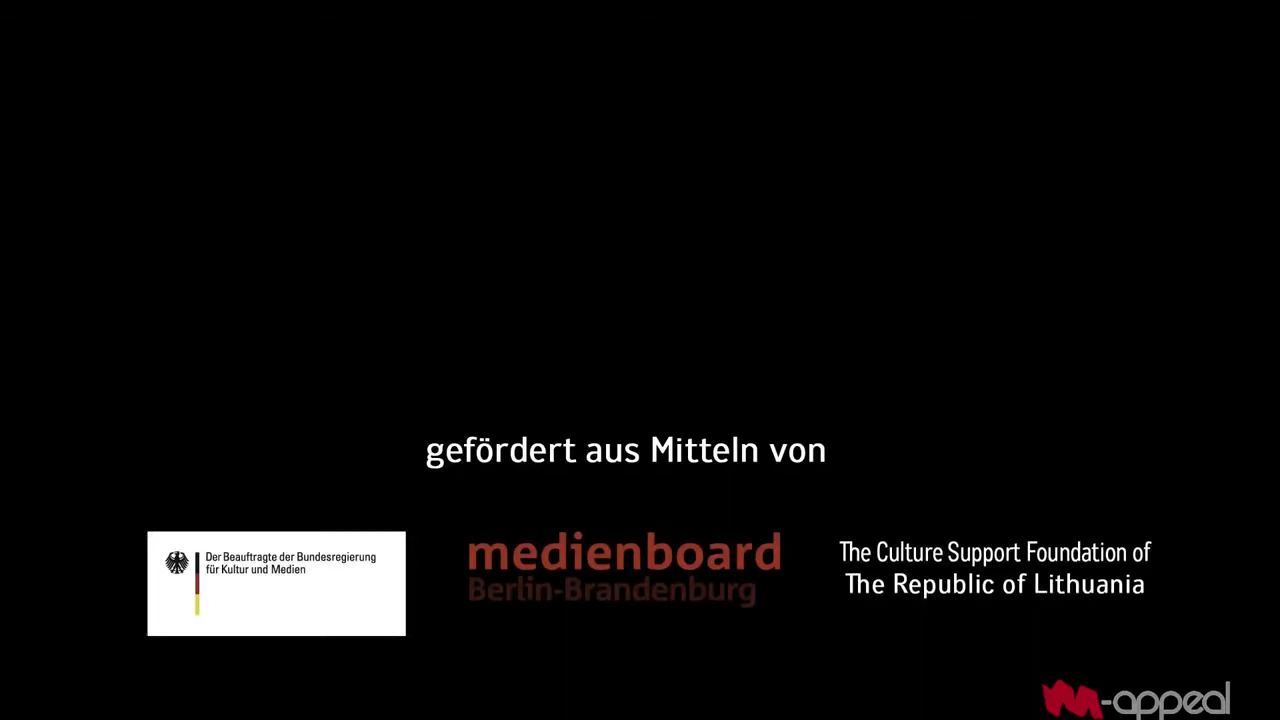 gefördert aus Mitteln von
Der Beauftragte der Bundesregierung
für Kultur und Medien
medienboard
Berlin-Brandenburg
The Culture Support Foundation of
The Republic of Lithuania
m-appeal